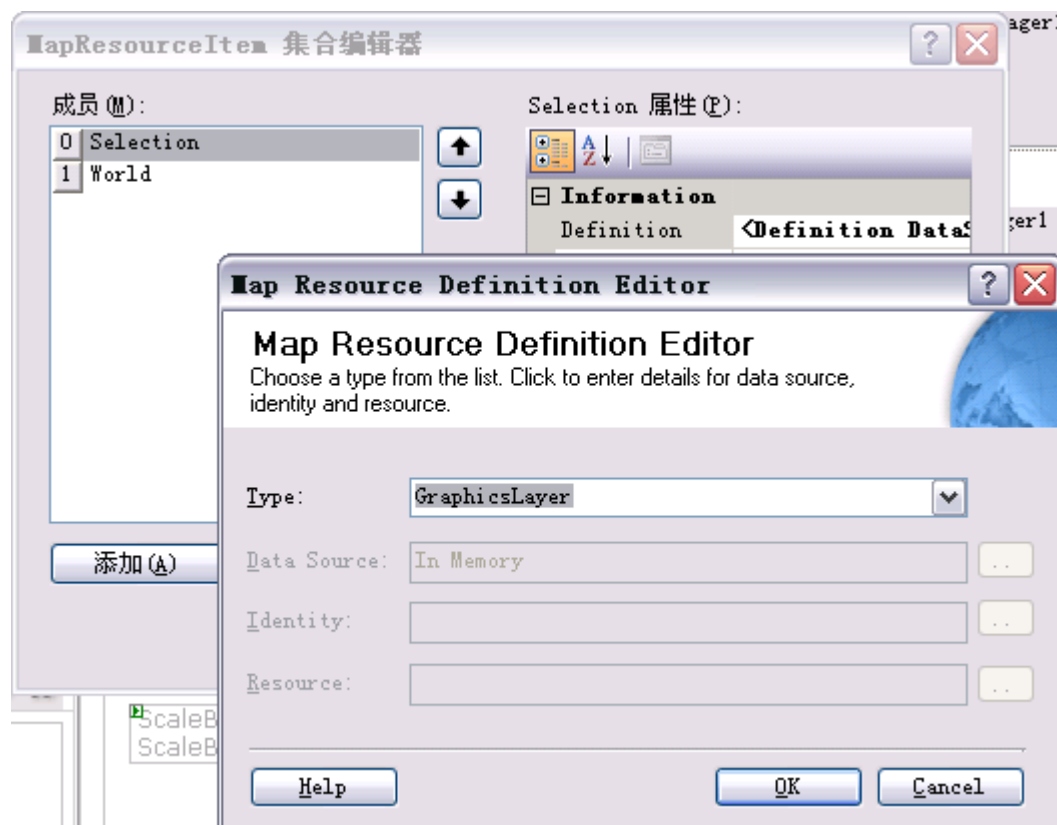 MapResourceItem 集合编辑器
ager1
成员(M):
Selection 属性(P):
0 Selection
1 World
A
Z
Information
Definition
<Definition DataS
ger1
Map Resource Definition Editor
Map Resource Definition Editor
Choose a type from the list. Click to enter details for data source,
identity and resource.
Type:
GraphicsLayer
添加(A)
Data Source:
In Memory
..
Identity:
..
Resource:
..
ScaleB
ScaleB
Help
OK
Cancel